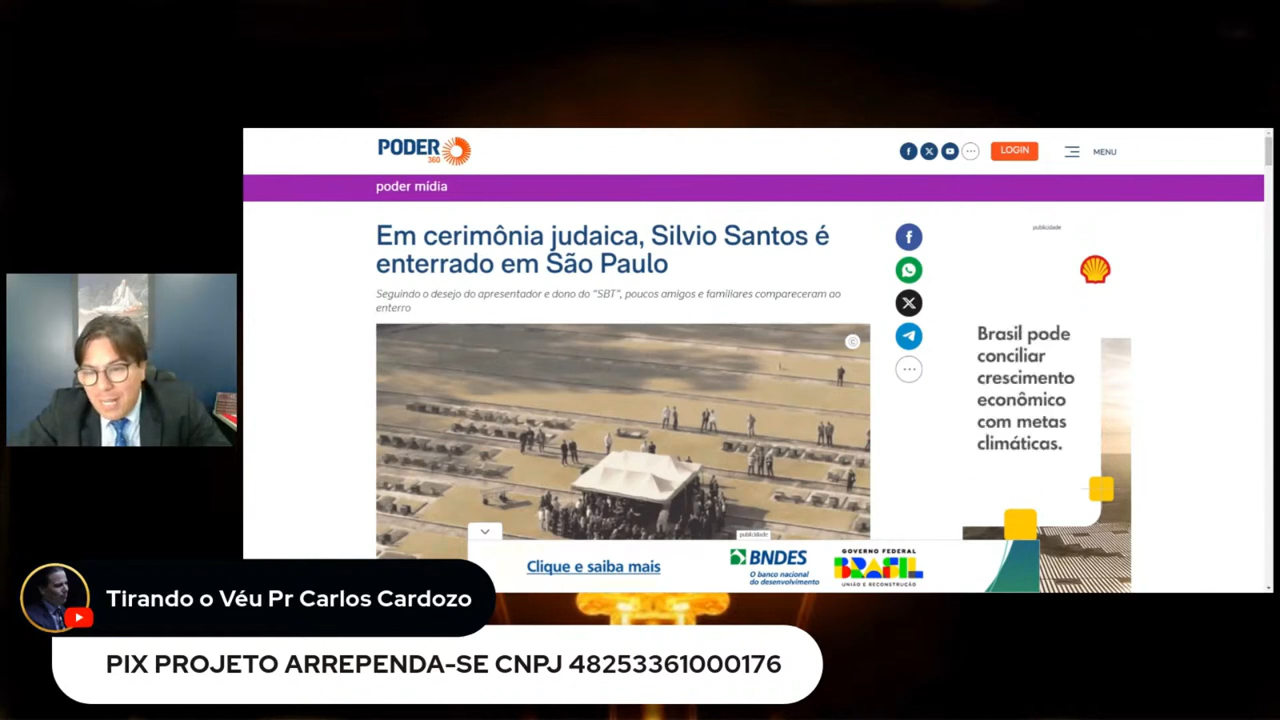 PODER
360
LOGIN
MENU
poder mídia
Em cerimônia judaica, Silvio Santos é
enterrado em São Paulo
Seguindo o desejo do apresentador e dono do "SBT", poucos amigos e familiares compareceram ao
enterro
publicidade
Brasil pode
conciliar
crescimento
econômico
com metas
climáticas.
publicidade
Clique e saiba mais
BNDES
O banco nacional
do desenvolvimento
GOVERNO FEDERAL
BRASIL
UNIÃO E RECONSTRUÇÃO
Tirando o Véu Pr Carlos Cardozo
PIX PROJETO ARREPENDA-SE CNPJ 48253361000176